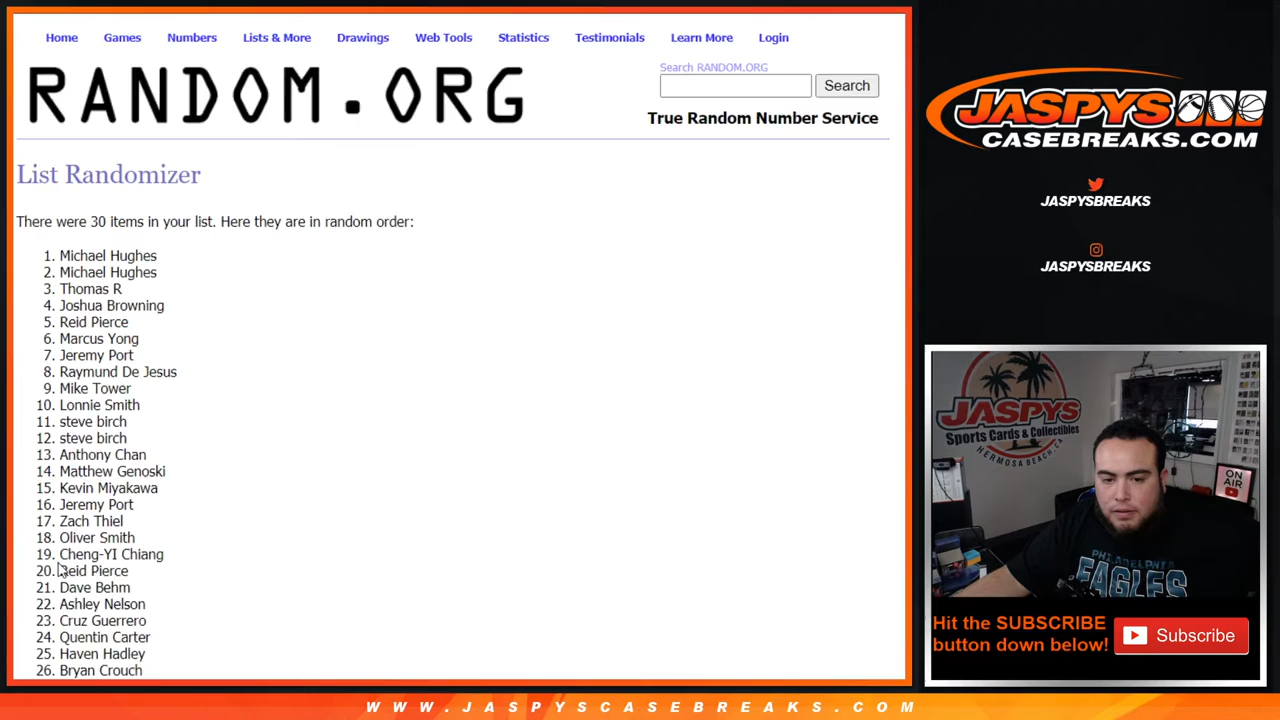 Home Games Numbers Lists & More Drawings Web Tools Statistics Testimonials Learn More Login
RANDOM.ORG
Search RANDOM.ORG
Search
True Random Number Service
List Randomizer
There were 30 items in your list. Here they are in random order:
1. Michael Hughes
2. Michael Hughes
3. Thomas R
4. Joshua Browning
5. Reid Pierce
6. Marcus Yong
7. Jeremy Port
8. Raymund De Jesus
9. Mike Tower
10. Lonnie Smith
11. steve birch
12. steve birch
13. Anthony Chan
14. Matthew Genoski
15. Kevin Miyakawa
16. Jeremy Port
17. Zach Thiel
18. Oliver Smith
19. Cheng-YI Chiang
20. Reid Pierce
21. Dave Behm
22. Ashley Nelson
23. Cruz Guerrero
24. Quentin Carter
25. Haven Hadley
26. Bryan Crouch
JASPYS
CASEBREAKS.COM
JASPYSBREAKS
JASPYSBREAKS
JASPYS
Sports Cards & Collectibles
HERMOSA BEACH, CA
ON AIR
PHILADELPHIA
EAGLES
Hit the SUBSCRIBE
button down below!
Subscribe
WWW.JASPYSCASEBREAKS.COM